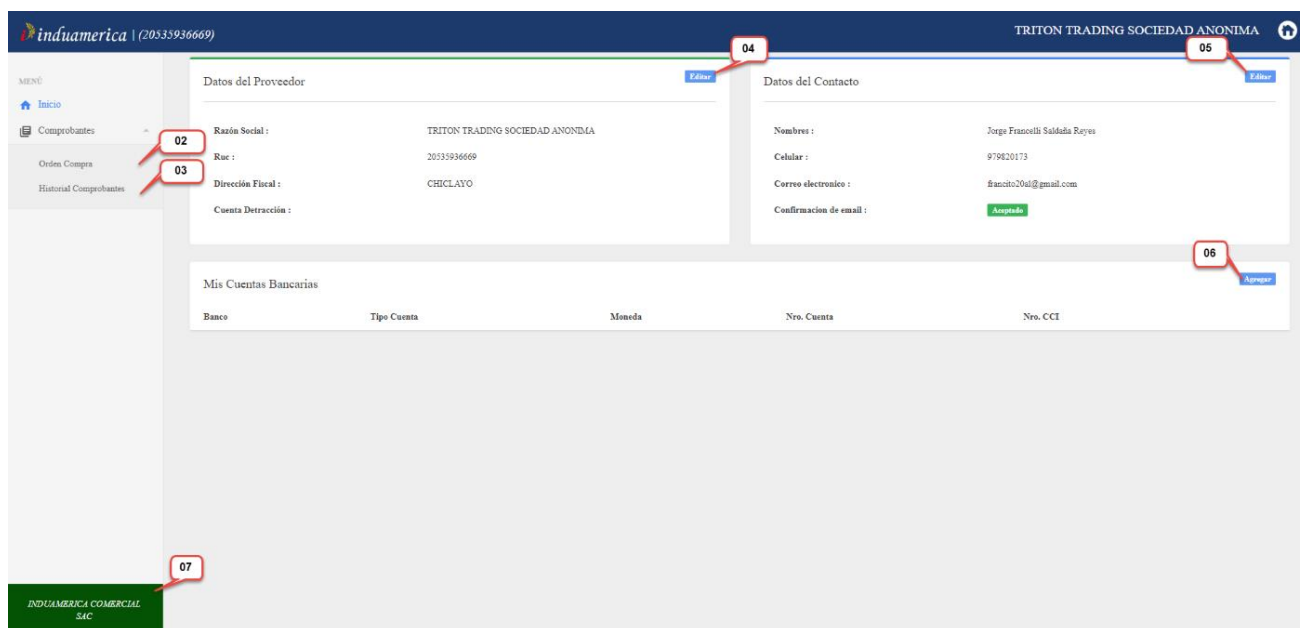 induamerica | (20535936669)
TRITON TRADING SOCIEDAD ANONIMA
04
05
MENÚ
Inicio
Comprobantes
02
Orden Compra
03
Historial Comprobantes
Datos del Proveedor
Editar
Razón Social :
TRITON TRADING SOCIEDAD ANONIMA
Ruc :
20535936669
Dirección Fiscal :
CHICLAYO
Cuenta Detracción :
Datos del Contacto
Editar
Nombres :
Jorge Francelli Saldaña Reyes
Celular :
979820173
Correo electronico :
francito20al@gmail.com
Confirmacion de email :
Aceptado
06
Mis Cuentas Bancarias
Agregar
Banco
Tipo Cuenta
Moneda
Nro. Cuenta
Nro. CCI
07
INDUAMERICA COMERCIAL
SAC